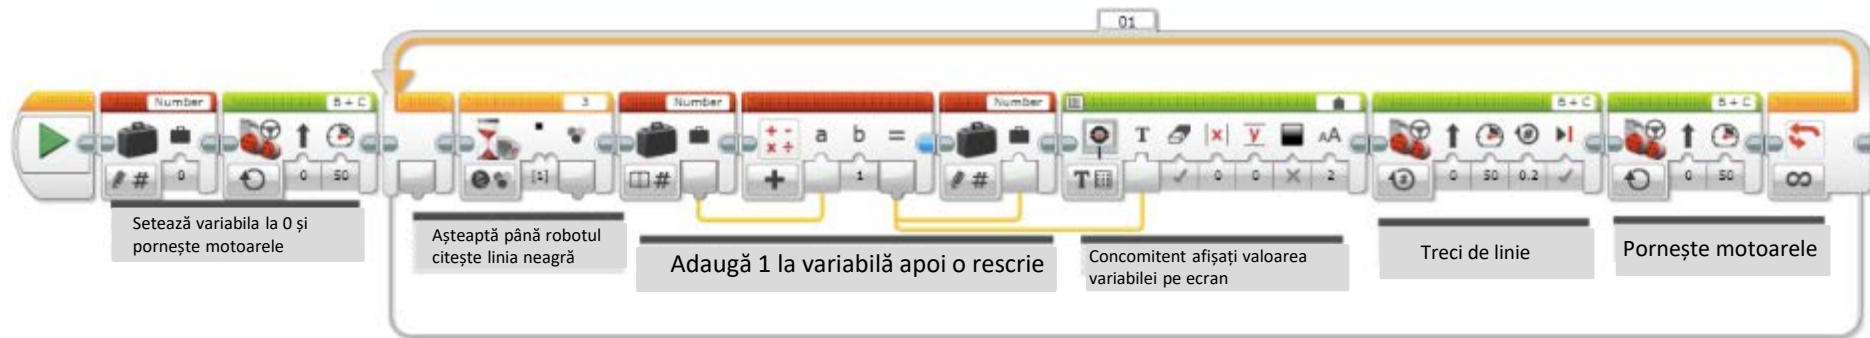 01
Number
B + C
3
Number
Number
B + C
B + C
a b =
T
x
y
AA
#
0
0 50
[1]
#
1
#
T
0 0 2
0 50 0.2
0 50
Setează variabila la 0 și
pornește motoarele
Așteaptă până robotul
citește linia neagră
Adaugă 1 la variabilă apoi o rescrie
Concomitent afișați valoarea
variabilei pe ecran
Treci de linie
Pornește motoarele